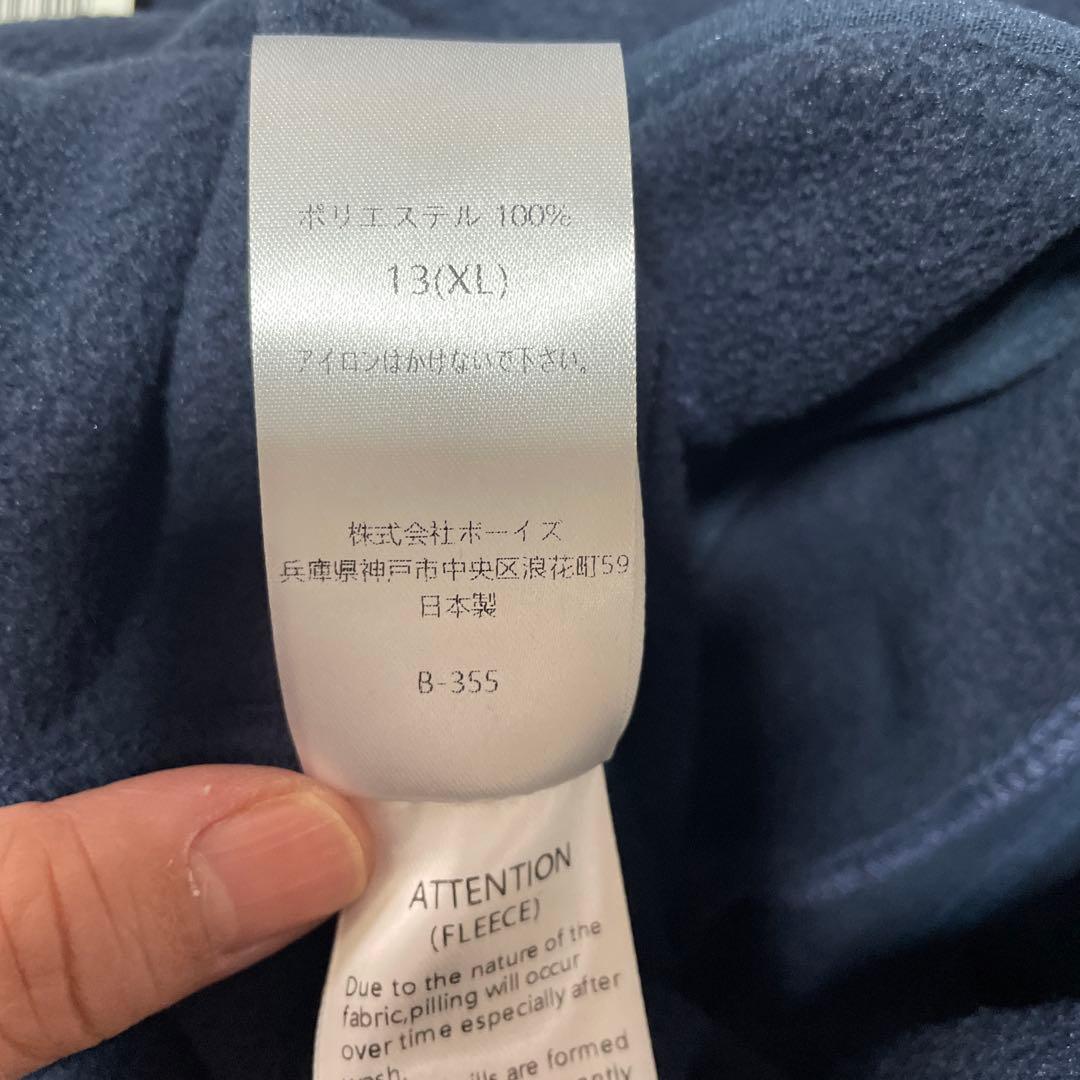 ポリエステル 100%
13(XL)
アイロンはかけないで下さい。
株式会社ボーイズ
兵庫県神戸市中央区浪花町59
日本製
B-355
ATTENTION
(FLEECE)
Due to the nature of the
fabric,pilling will occur
over time especially after
are formed